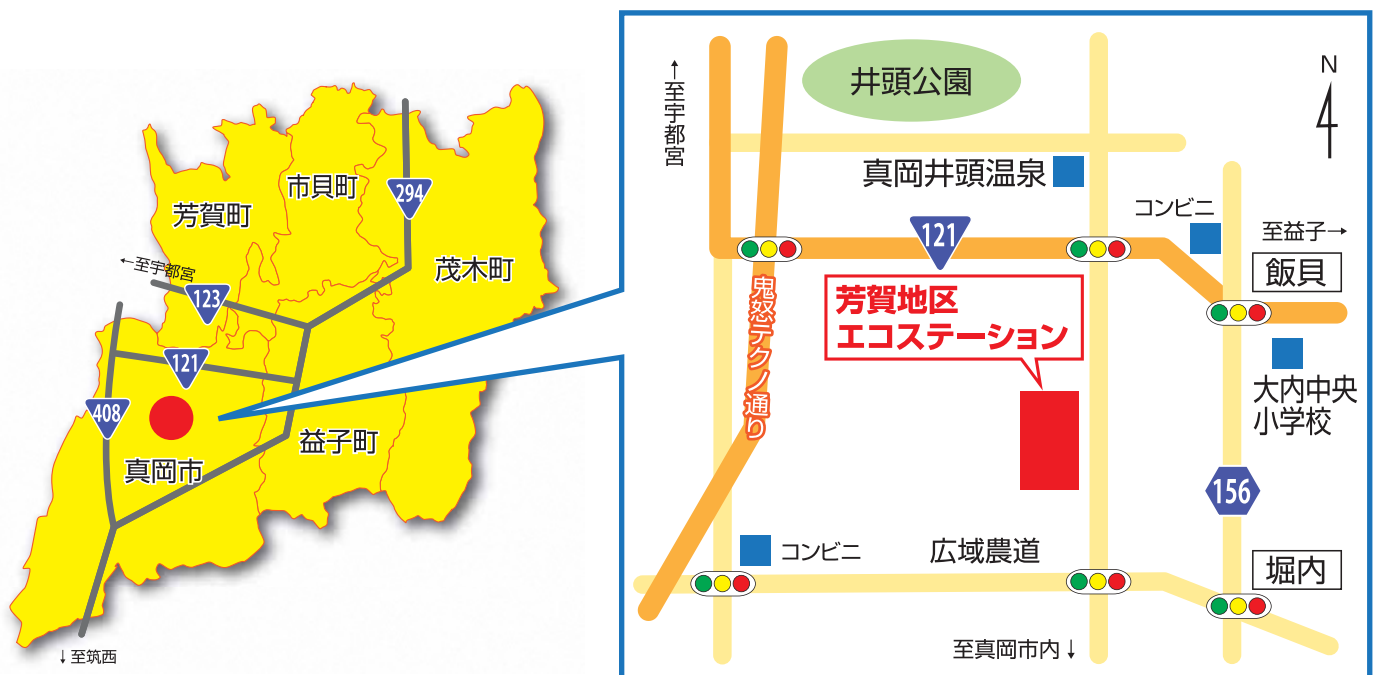 市貝町
芳賀町
294
茂木町
←至宇都宮
123
121
408
益子町
真岡市
↓至筑西
井頭公園
N
←至宇都宮
真岡井頭温泉
コンビニ
121
至益子→
飯貝
芳賀地区
エコステーション
鬼怒テクノ通り
大内中央
小学校
156
コンビニ
広域農道
堀内
至真岡市内↓